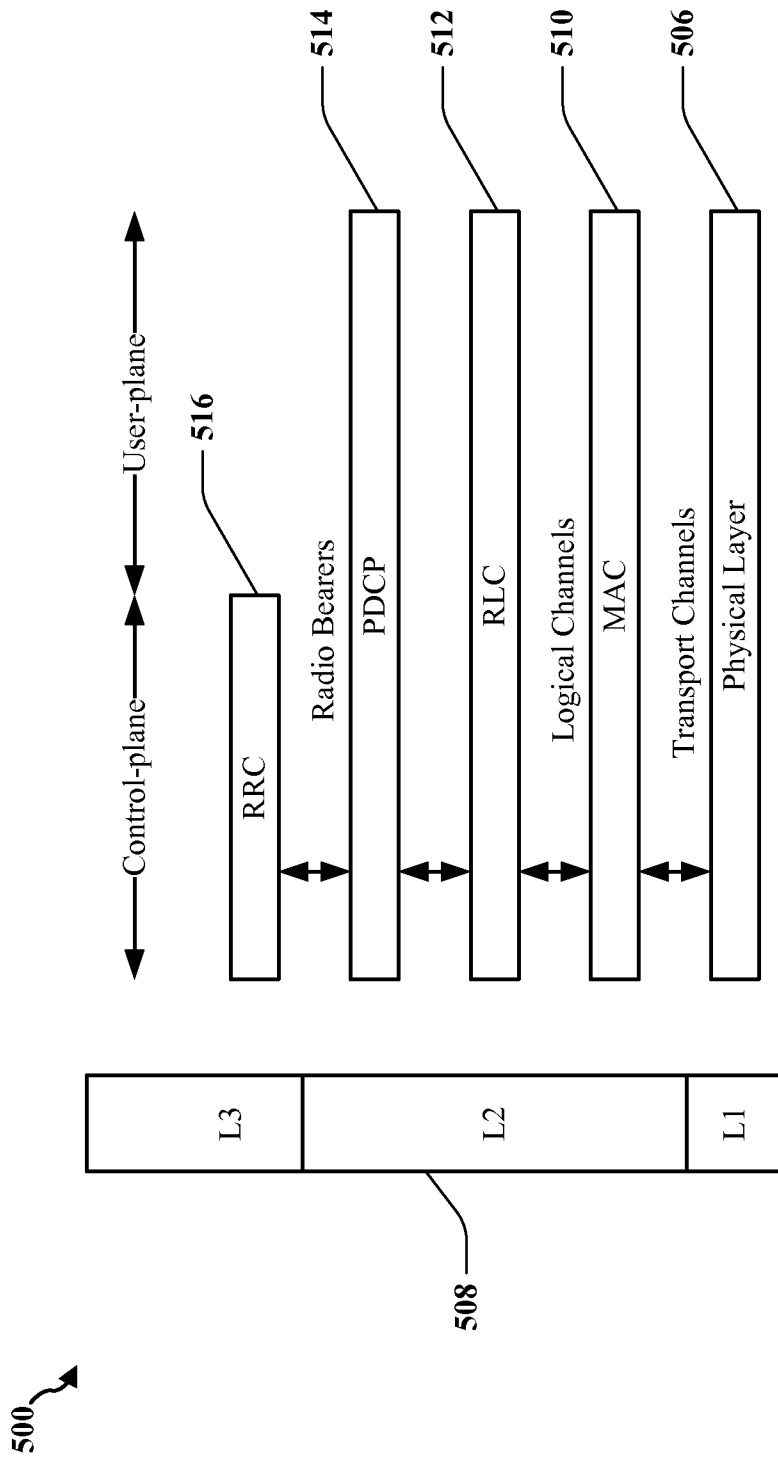 500
Control-plane
User-plane
L3
RRC
516
Radio Bearers
L2
508
PDCP
514
RLC
512
Logical Channels
MAC
510
Transport Channels
L1
Physical Layer
506